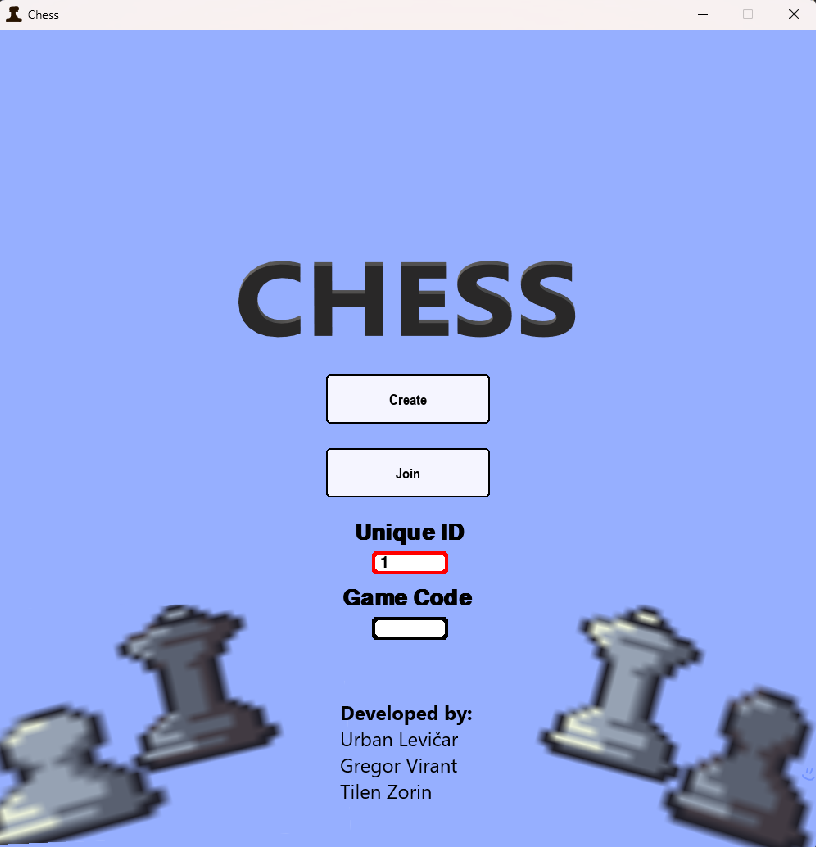 Chess
CHESS
Create
Join
Unique ID
1
Game Code
Developed by:
Urban Levičar
Gregor Virant
Tilen Zorin